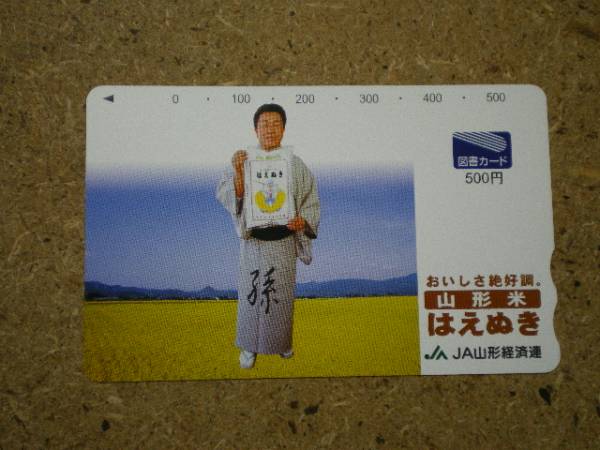 0 ・ 100 ・ 200 ・ 300 ・ 400 ・ 500
図書カード
500円
はえぬき
孫
おいしさ絶好調。
山形米
はえぬき
JA JA山形経済連